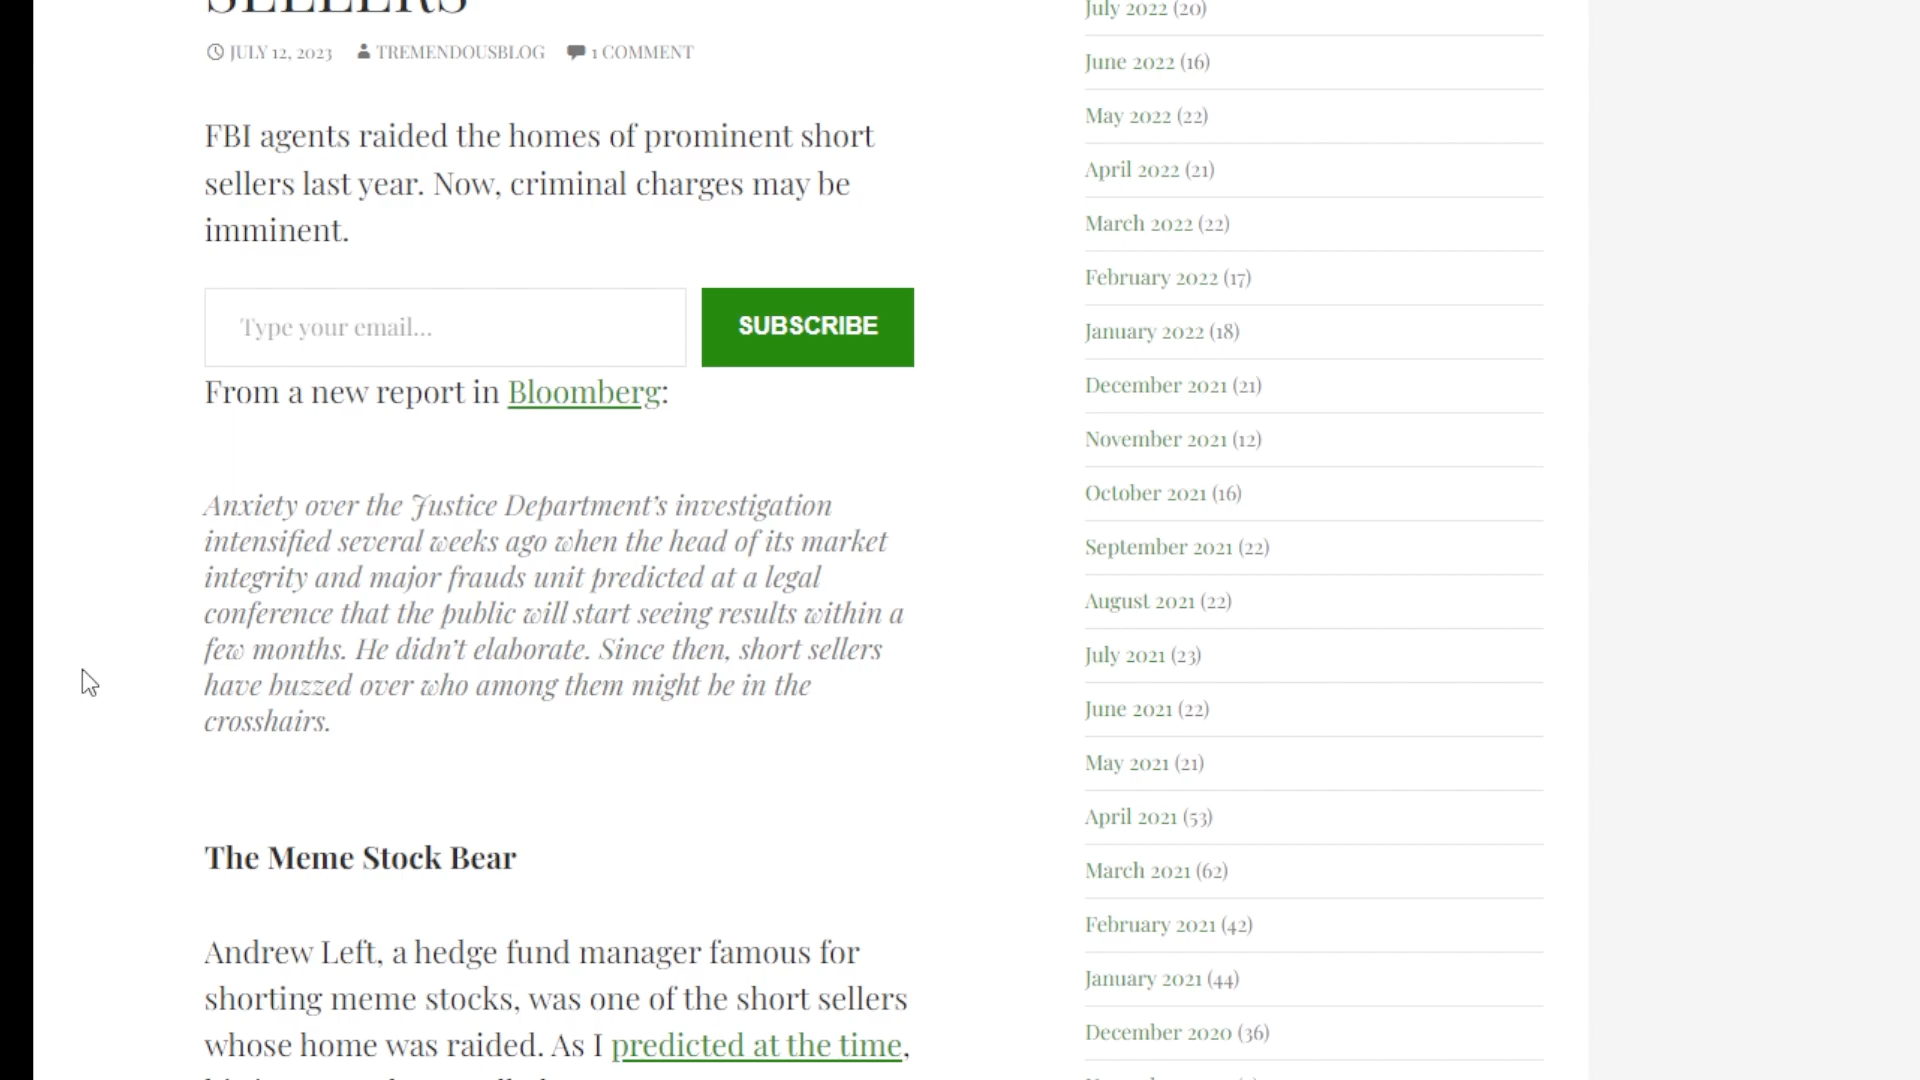 SELLERS
JULY 12, 2023 TREMENDOUSBLOG 1 COMMENT
FBI agents raided the homes of prominent short
sellers last year. Now, criminal charges may be
imminent.
Type your email...
SUBSCRIBE
From a new report in Bloomberg:
Anxiety over the Justice Department's investigation
intensified several weeks ago when the head of its market
integrity and major frauds unit predicted at a legal
conference that the public will start seeing results within a
few months. He didn't elaborate. Since then, short sellers
have buzzed over who among them might be in the
crosshairs.
The Meme Stock Bear
Andrew Left, a hedge fund manager famous for
shorting meme stocks, was one of the short sellers
whose home was raided. As I predicted at the time,
July 2022 (20)
June 2022 (16)
May 2022 (22)
April 2022 (21)
March 2022 (22)
February 2022 (17)
January 2022 (18)
December 2021 (21)
November 2021 (12)
October 2021 (16)
September 2021 (22)
August 2021 (22)
July 2021 (23)
June 2021 (22)
May 2021 (21)
April 2021 (53)
March 2021 (62)
February 2021 (42)
January 2021 (44)
December 2020 (36)